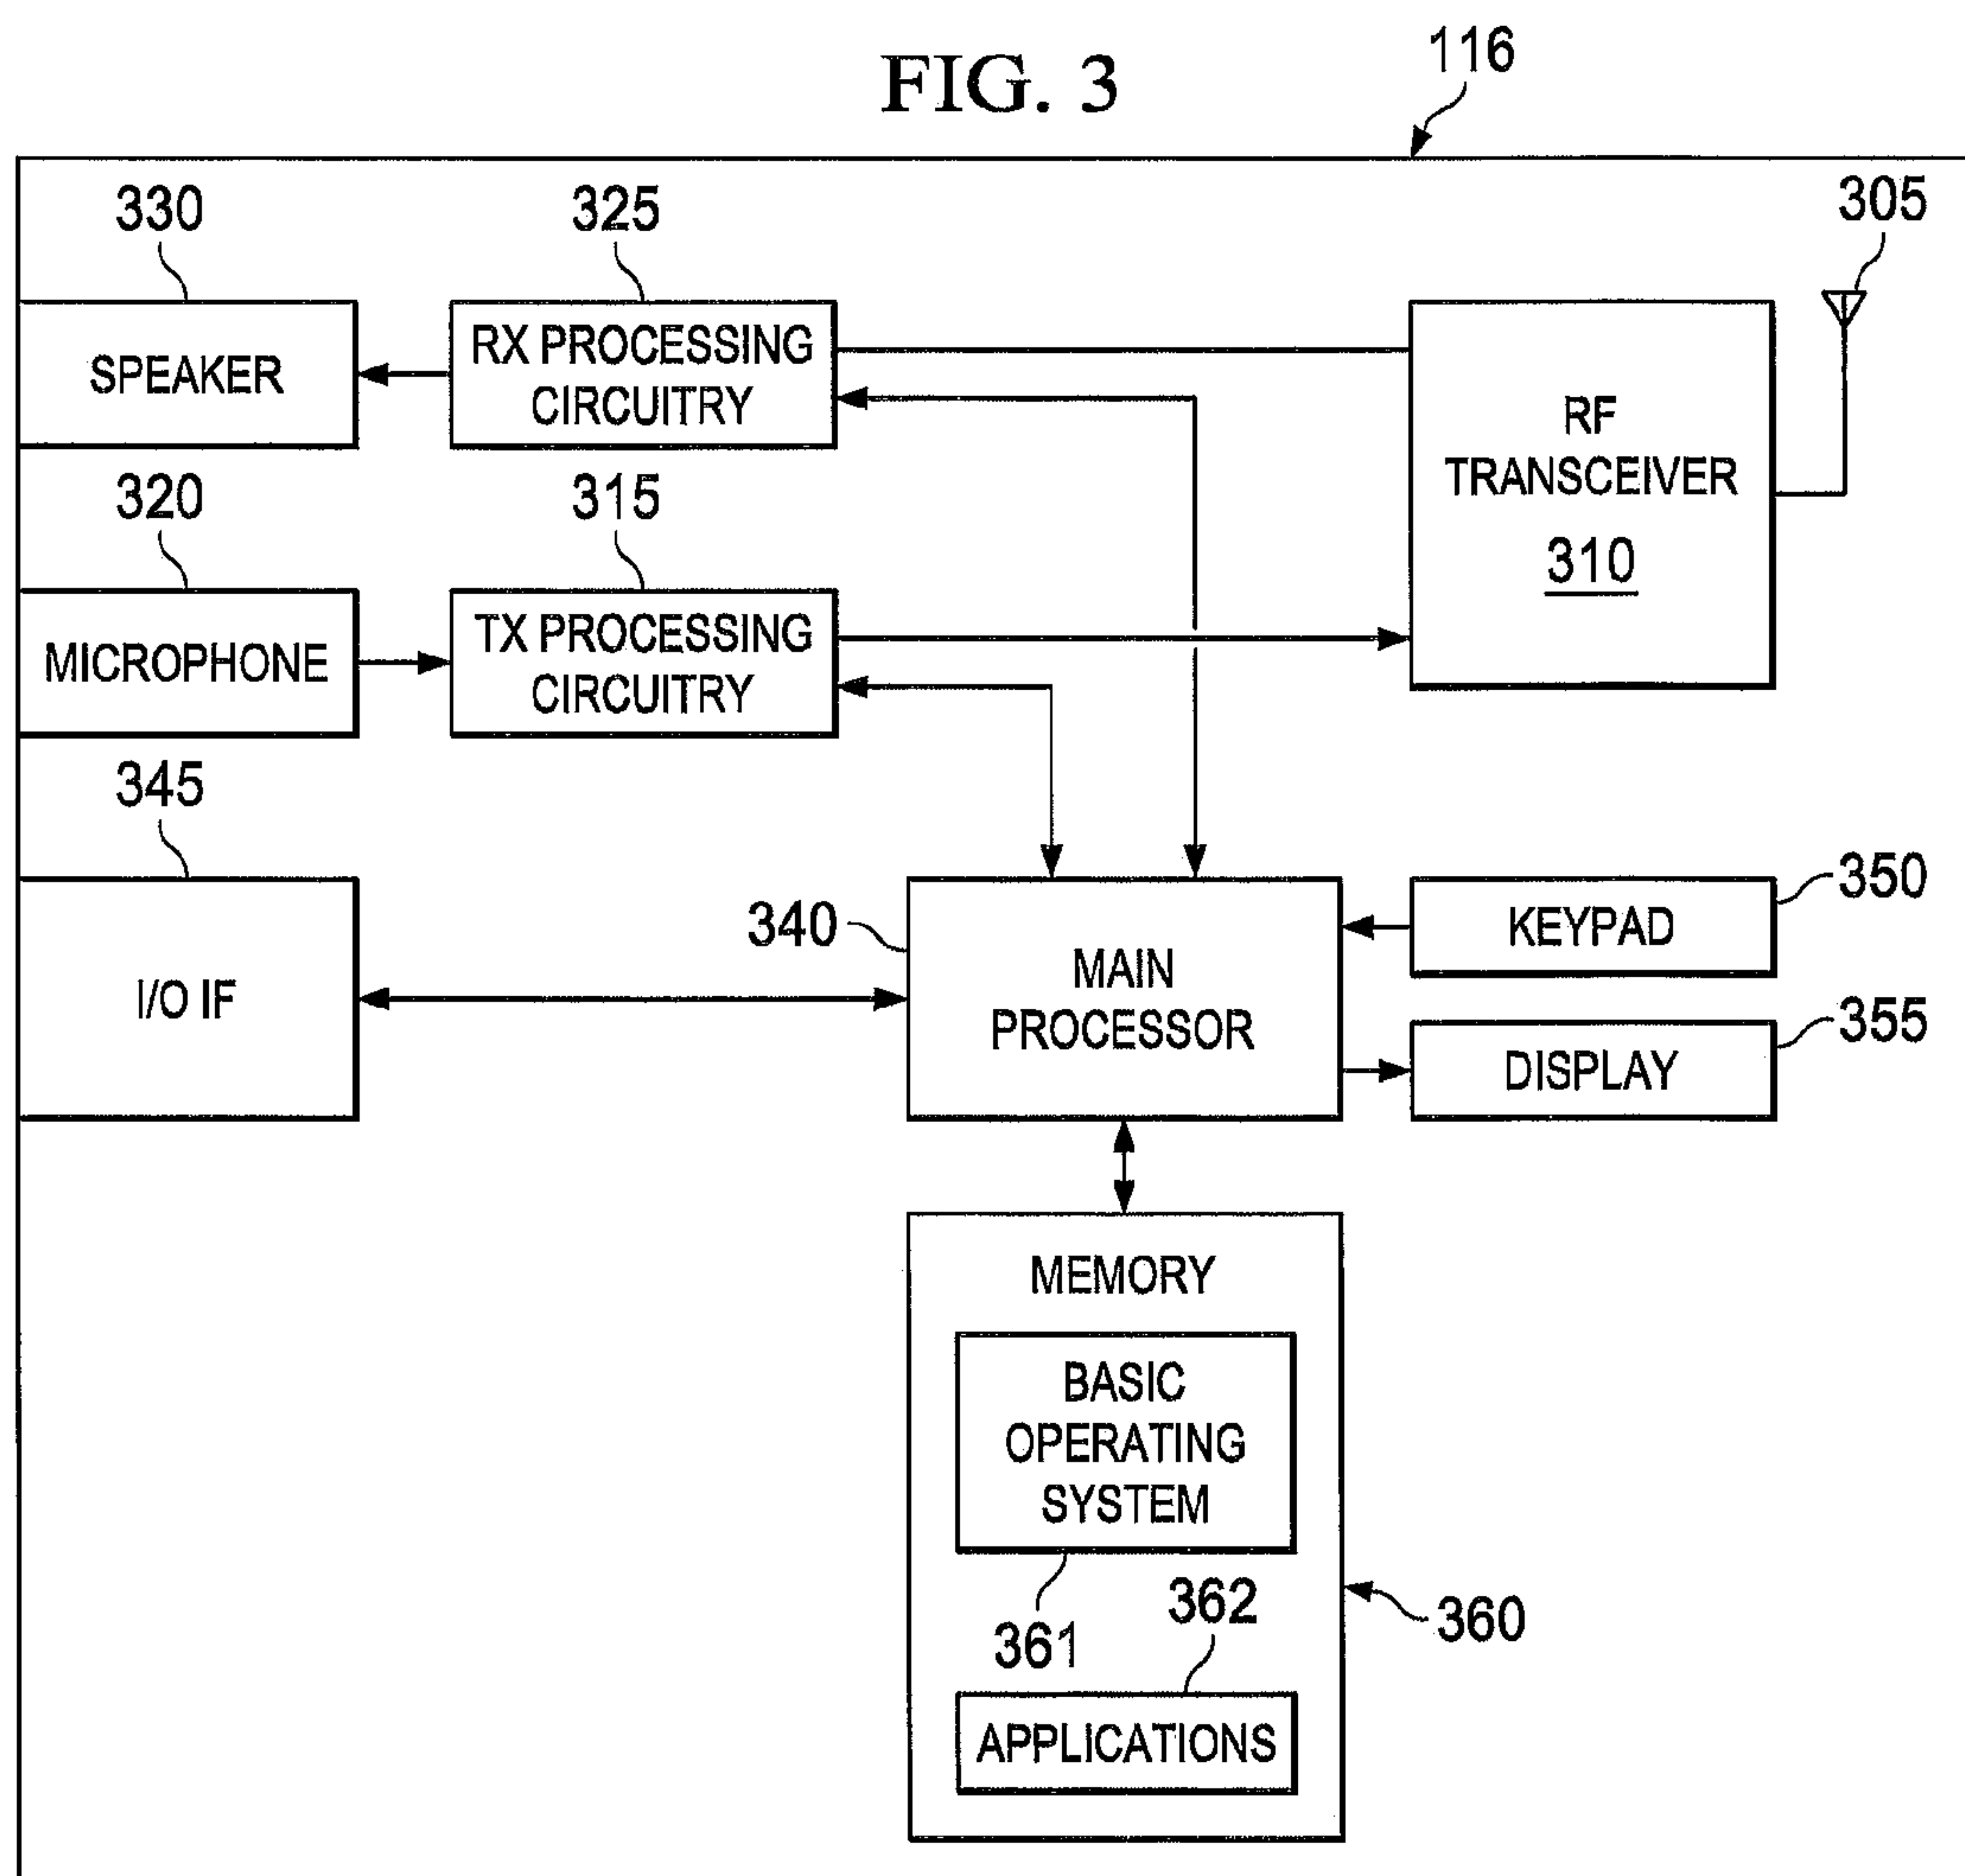 FIG. 3
116
330
325
305
SPEAKER
RX PROCESSING
CIRCUITRY
RF
TRANSCEIVER
310
320
315
MICROPHONE
TX PROCESSING
CIRCUITRY
345
I/O IF
340
MAIN
PROCESSOR
KEYPAD
350
DISPLAY
355
MEMORY
BASIC
OPERATING
SYSTEM
361
362
360
APPLICATIONS